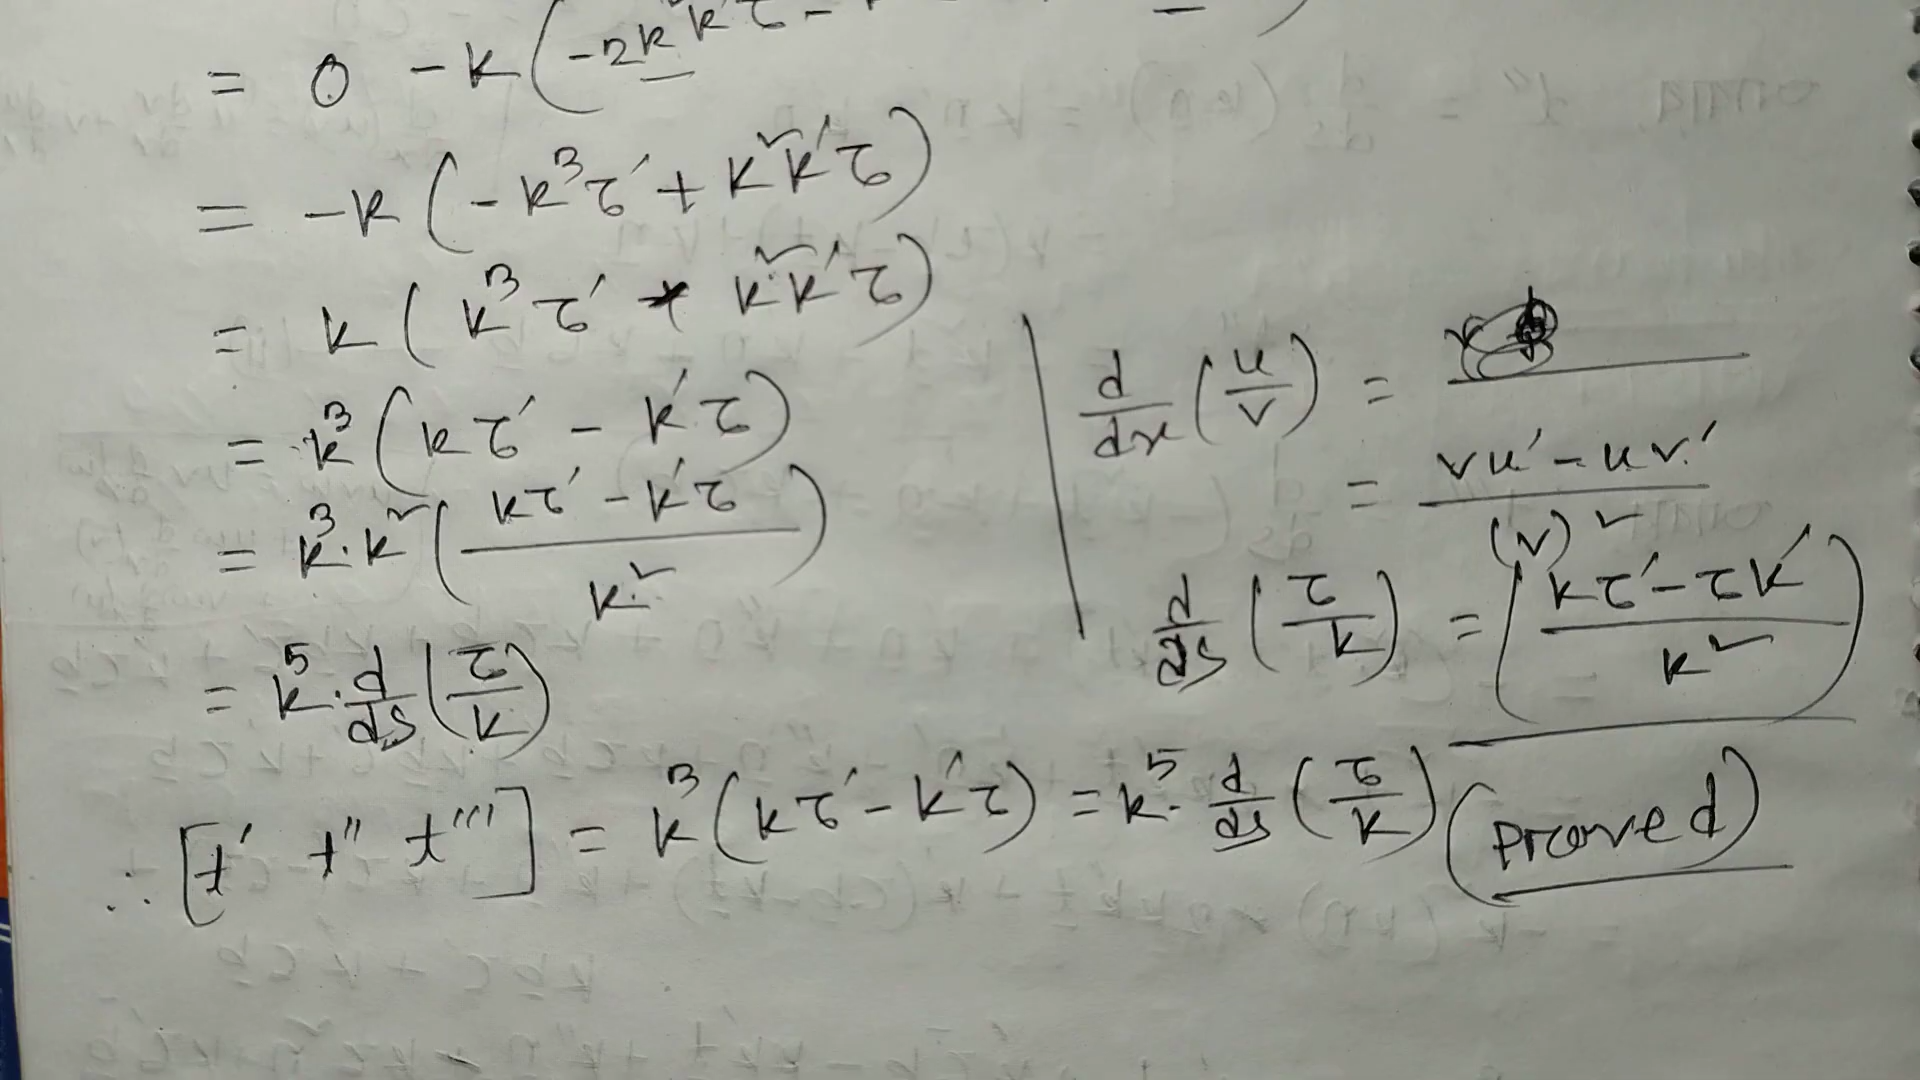 = 0 - k(-2k²k'τ -
= -k(-k³τ' + k²k'τ)
= k(k³τ' - k²k'τ)
= k³(kτ' - k'τ)
= k³·k²((kτ' - k'τ)/k²)
= k⁵·d/ds(τ/k)
d/dx(u/v) =
= (vu' - uv')/(v)²
d/ds(τ/k) = ((kτ' - τk')/k²)
∴ [t' t'' t'''] = k³(kτ' - k'τ) = k⁵·d/ds(τ/k) (Proved)